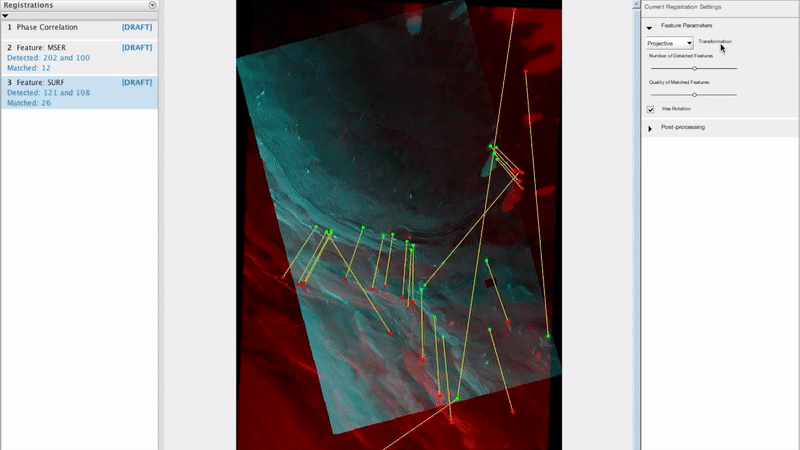 Registrations
1 Phase Correlation [DRAFT]
2 Feature: MSER [DRAFT]
Detected: 202 and 100
Matched: 12
3 Feature: SURF [DRAFT]
Detected: 121 and 108
Matched: 26
Current Registration Settings
Feature Parameters
Projective Transformation
Number of Detected Features
Quality of Matched Features
Has Rotation
Post-processing